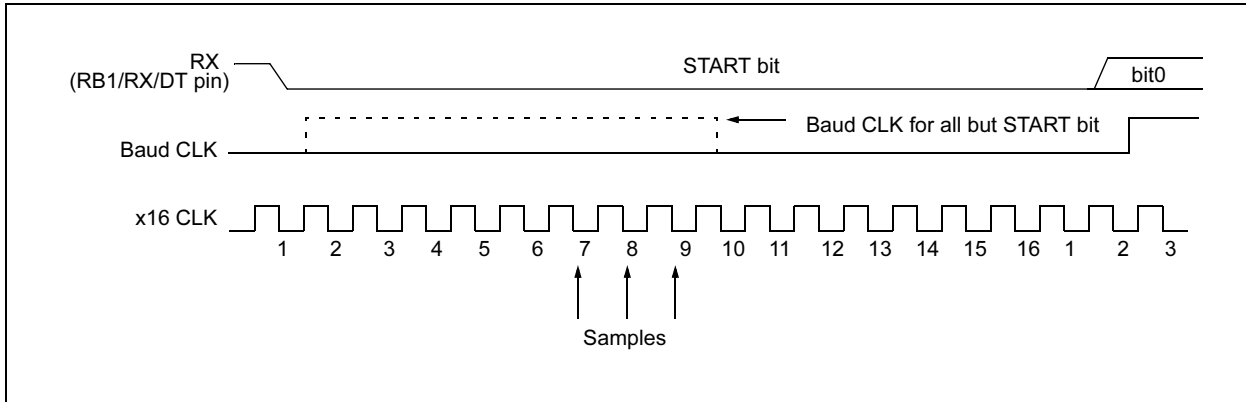 RX
(RB1/RX/DT pin)
START bit
bit0
Baud CLK for all but START bit
Baud CLK
x16 CLK
1 2 3 4 5 6 7 8 9 10 11 12 13 14 15 16 1 2 3
Samples